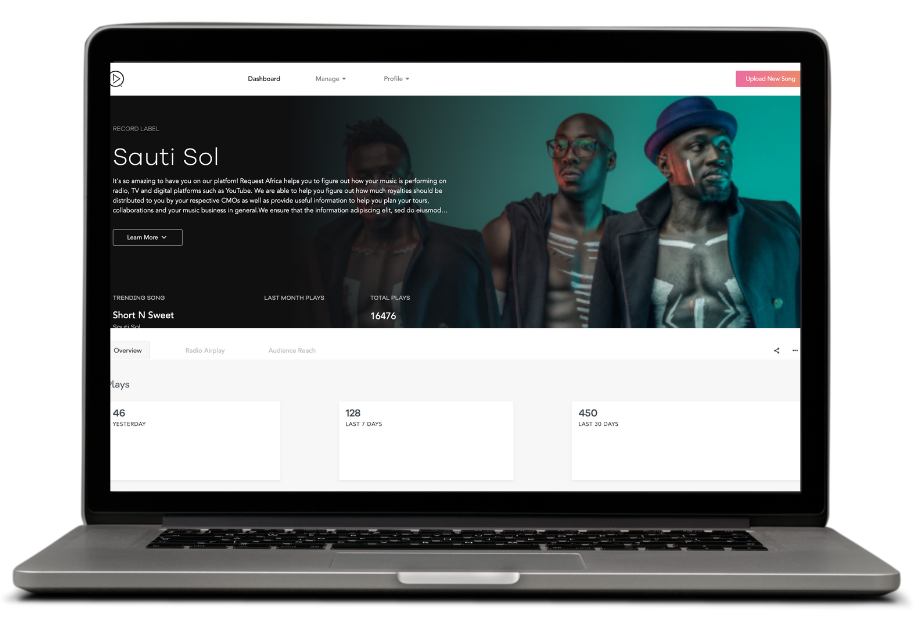 Dashboard
Manage
Profile
Upload New Song
RECORD LABEL
Sauti Sol
It's so amazing to have you on our platform! Request Africa helps you to figure out how your music is performing on
radio, TV and digital platforms such as YouTube. We are able to help you figure out how much royalties should be
distributed to you by your respective CMOs as well as provide useful information to help you plan your tours,
collaborations and your music business in general.We ensure that the information adipiscing elit, sed do eiusmod...
Learn More
TRENDING SONG
LAST MONTH PLAYS
TOTAL PLAYS
Short N Sweet
16476
Sauti Sol
Overview
Radio Airplay
Audience Reach
Plays
46
YESTERDAY
128
LAST 7 DAYS
450
LAST 30 DAYS